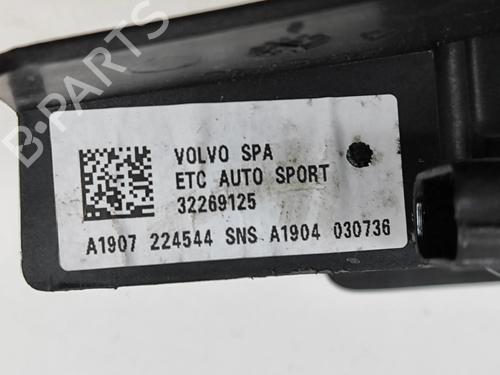 B-PARTS
VOLVO SPA
ETC AUTO SPORT
32269125
A1907 224544 SNS A1904 030736